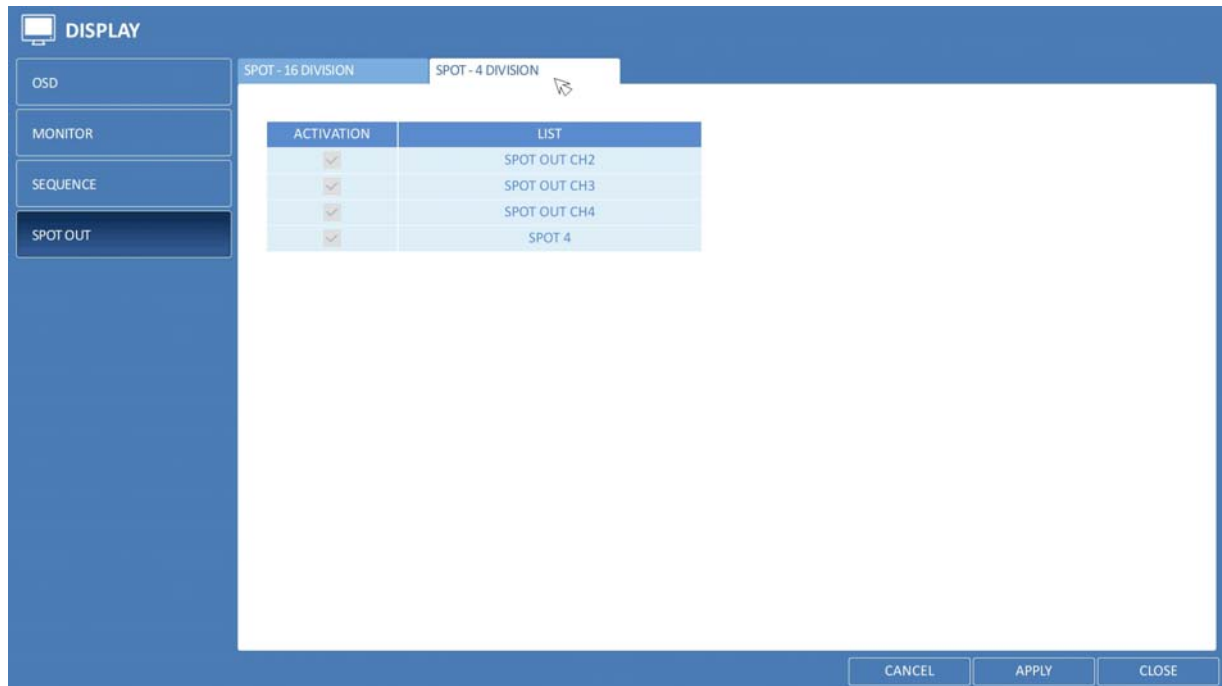 DISPLAY
OSD
MONITOR
SEQUENCE
SPOT OUT
SPOT - 16 DIVISION
SPOT - 4 DIVISION
ACTIVATION LIST
SPOT OUT CH2
SPOT OUT CH3
SPOT OUT CH4
SPOT 4
CANCEL APPLY CLOSE